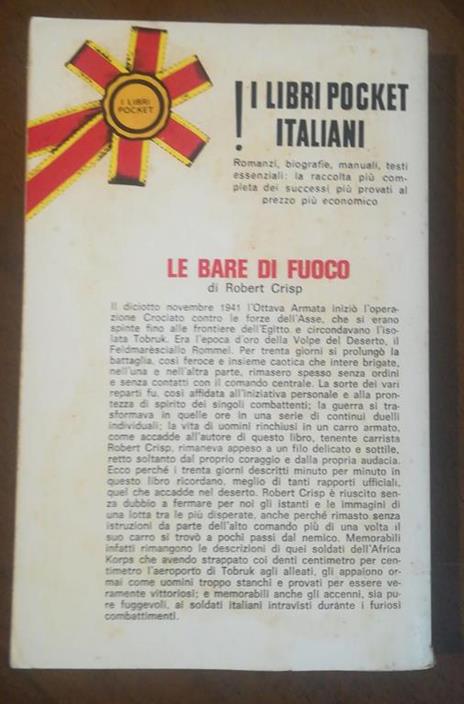 I LIBRI
POCKET
! I LIBRI POCKET
ITALIANI
Romanzi, biografie, manuali, testi
essenziali: la raccolta più com-
pleta dei successi più provati al
prezzo più economico
LE BARE DI FUOCO
di Robert Crisp
Il diciotto novembre 1941 l'Ottava Armata iniziò l'opera-
zione Crociato contro le forze dell'Asse, che si erano
spinte fino alle frontiere dell'Egitto e circondavano l'iso-
lata Tobruk. Era l'epoca d'oro della Volpe del Deserto, il
Feldmaresciallo Rommel. Per trenta giorni si prolungò la
battaglia, così feroce e insieme caotica che intere brigate,
nell'una e nell'altra parte, rimasero spesso senza ordini
e senza contatti con il comando centrale. La sorte dei vari
reparti fu, così affidata all'iniziativa personale e alla pron-
tezza di spirito dei singoli combattenti; la guerra si tra-
sformava in quelle ore in una serie di continui duelli
individuali; la vita di uomini rinchiusi in un carro armato,
come accadde all'autore di questo libro, tenente carrista
Robert Crisp, rimaneva appeso a un filo delicato e sottile,
retto soltanto dal proprio coraggio e dalla propria audacia.
Ecco perché i trenta giorni descritti minuto per minuto in
questo libro ricordano, meglio di tanti rapporti ufficiali,
quel che accadde nel deserto. Robert Crisp è riuscito sen-
za dubbio a fermare per noi gli istanti e le immagini di
una lotta tra le più disperate, anche perché rimasto senza
istruzioni da parte dell'alto comando più di una volta il
suo carro si trovò a pochi passi dal nemico. Memorabili
infatti rimangono le descrizioni di quei soldati dell'Africa
Korps che avendo strappato coi denti centimetro per cen-
timetro l'aeroporto di Tobruk agli alleati, gli appaiono or-
mai come uomini troppo stanchi e provati per essere ve-
ramente vittoriosi; e memorabili anche gli accenni, sia pu-
re fuggevoli, ai soldati italiani intravisti durante i furiosi
combattimenti.